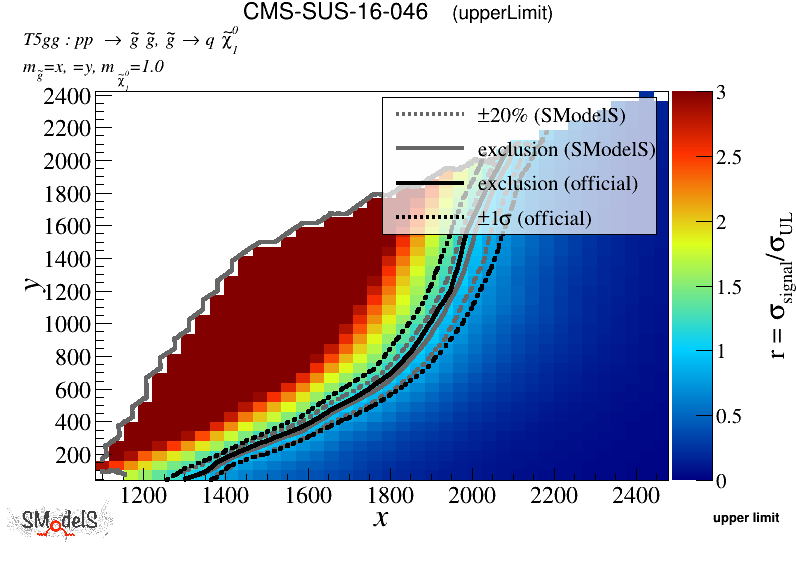 CMS-SUS-16-046 (upperLimit)
T5gg : pp → g̃ g̃, g̃ → q χ̃⁰₁
m_g̃=x, =y, m_χ̃⁰₁=1.0
±20% (SModelS)
exclusion (SModelS)
exclusion (official)
±1σ (official)
2400
2200
2000
1800
1600
1400
1200
1000
800
600
400
200
y
1200 1400 1600 1800 2000 2200 2400
x
3
2.5
2
1.5
1
0.5
0
r = σ_signal/σ_UL
SModelS
upper limit